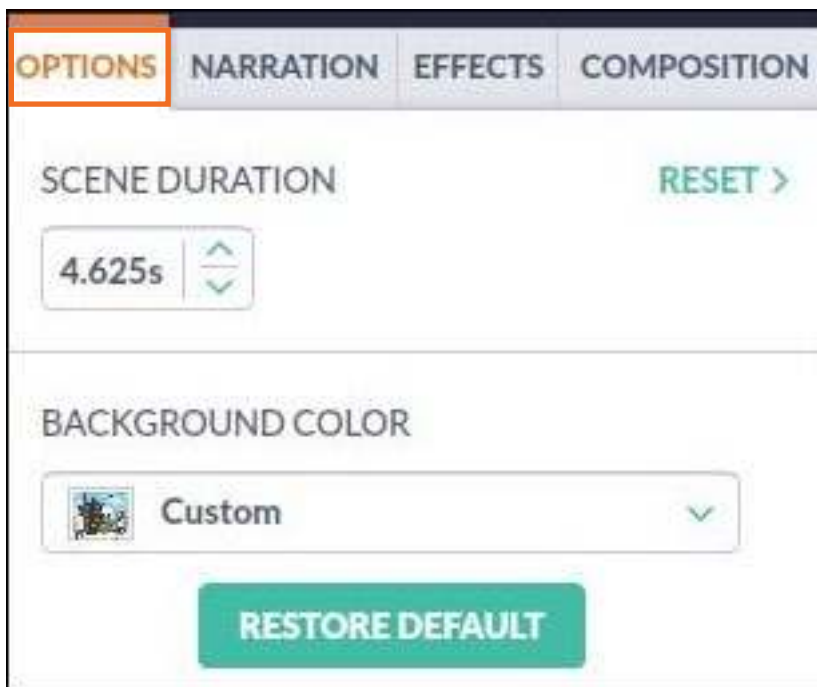 OPTIONS NARRATION EFFECTS COMPOSITION
SCENE DURATION RESET >
4.625s
BACKGROUND COLOR
Custom
RESTORE DEFAULT